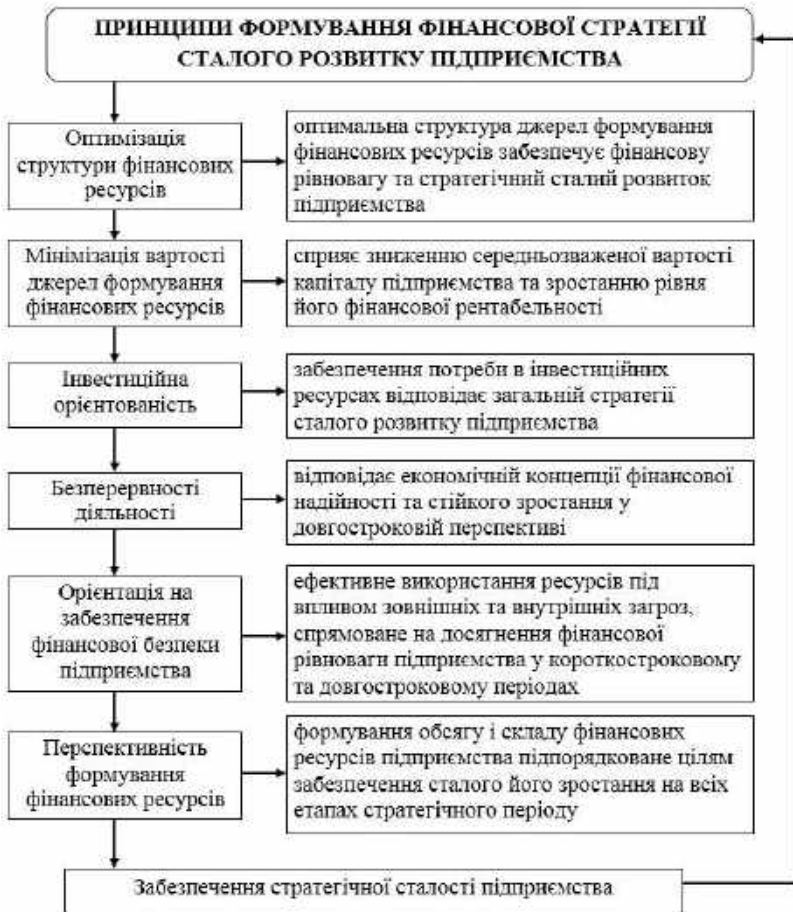 ПРИНЦИПИ ФОРМУВАННЯ ФІНАНСОВОЇ СТРАТЕГІЇ
СТАЛОГО РОЗВИТКУ ПІДПРИЄМСТВА
Оптимізація
структури фінансових
ресурсів
оптимальна структура джерел формування
фінансових ресурсів забезпечує фінансову
рівновагу та стратегічний сталий розвиток
підприємства
Мінімізація вартості
джерел формування
фінансових ресурсів
сприяє зниженню середньозваженої вартості
капіталу підприємства та зростанню рівня
його фінансової рентабельності
Інвестиційна
орієнтованість
забезпечення потреби в інвестиційних
ресурсах відповідає загальній стратегії
сталого розвитку підприємства
Безперервності
діяльності
відповідає економічній концепції фінансової
надійності та стійкого зростання у
довгостроковій перспективі
Орієнтація на
забезпечення
фінансової безпеки
підприємства
ефективне використання ресурсів під
впливом зовнішніх та внутрішніх загроз,
спрямоване на досягнення фінансової
рівноваги підприємства у короткостроковому
та довгостроковому періодах
Перспективність
формування
фінансових ресурсів
формування обсягу і складу фінансових
ресурсів підприємства підпорядковане цілям
забезпечення сталого його зростання на всіх
етапах стратегічного періоду
Забезпечення стратегічної сталості підприємства